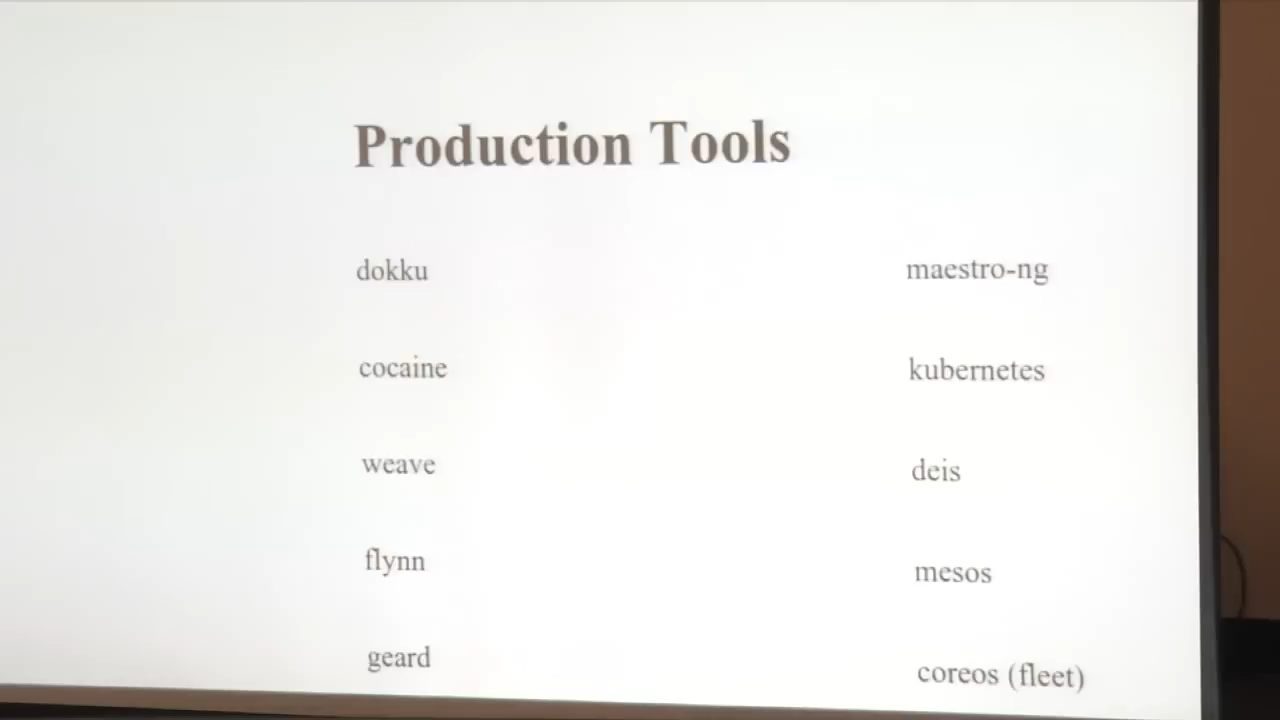 Production Tools
dokku
cocaine
weave
flynn
geard
maestro-ng
kubernetes
deis
mesos
coreos (fleet)